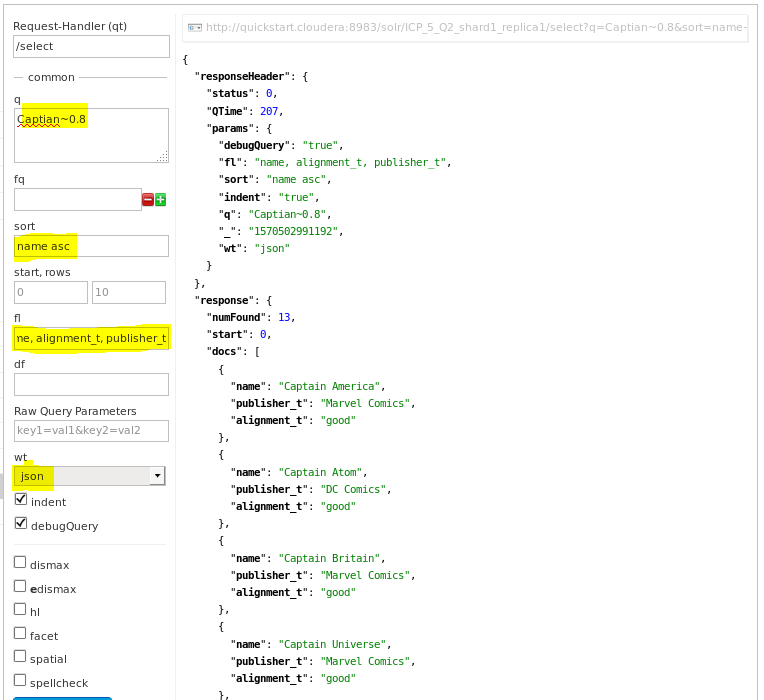 Request-Handler (qt)
/select
common
q
Captian~0.8
fq
sort
name asc
start, rows
0
10
fl
me, alignment_t, publisher_t
df
Raw Query Parameters
key1=val1&key2=val2
wt
json
indent
debugQuery
dismax
edismax
hl
facet
spatial
spellcheck
http://quickstart.cloudera:8983/solr/ICP_5_Q2_shard1_replica1/select?q=Captian~0.8&sort=name-
{
"responseHeader": {
"status": 0,
"QTime": 207,
"params": {
"debugQuery": "true",
"fl": "name, alignment_t, publisher_t",
"sort": "name asc",
"indent": "true",
"q": "Captian~0.8",
"_": "1570502991192",
"wt": "json"
}
},
"response": {
"numFound": 13,
"start": 0,
"docs": [
{
"name": "Captain America",
"publisher_t": "Marvel Comics",
"alignment_t": "good"
},
{
"name": "Captain Atom",
"publisher_t": "DC Comics",
"alignment_t": "good"
},
{
"name": "Captain Britain",
"publisher_t": "Marvel Comics",
"alignment_t": "good"
},
{
"name": "Captain Universe",
"publisher_t": "Marvel Comics",
"alignment_t": "good"
},